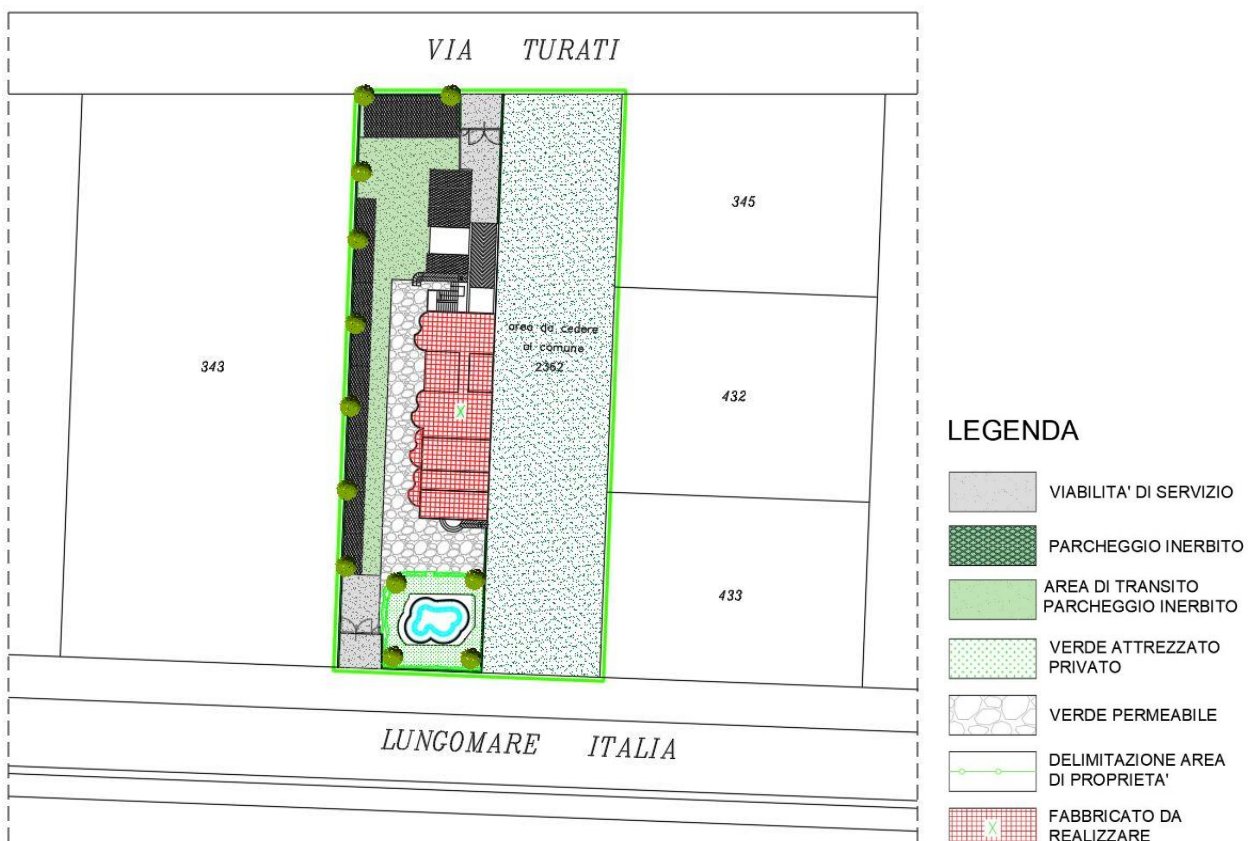 VIA TURATI
345
area da cedere
al comune
2362
343
432
433
LUNGOMARE ITALIA
X
LEGENDA
VIABILITA' DI SERVIZIO
PARCHEGGIO INERBITO
AREA DI TRANSITO
PARCHEGGIO INERBITO
VERDE ATTREZZATO
PRIVATO
VERDE PERMEABILE
DELIMITAZIONE AREA
DI PROPRIETA'
X
FABBRICATO DA
REALIZZARE